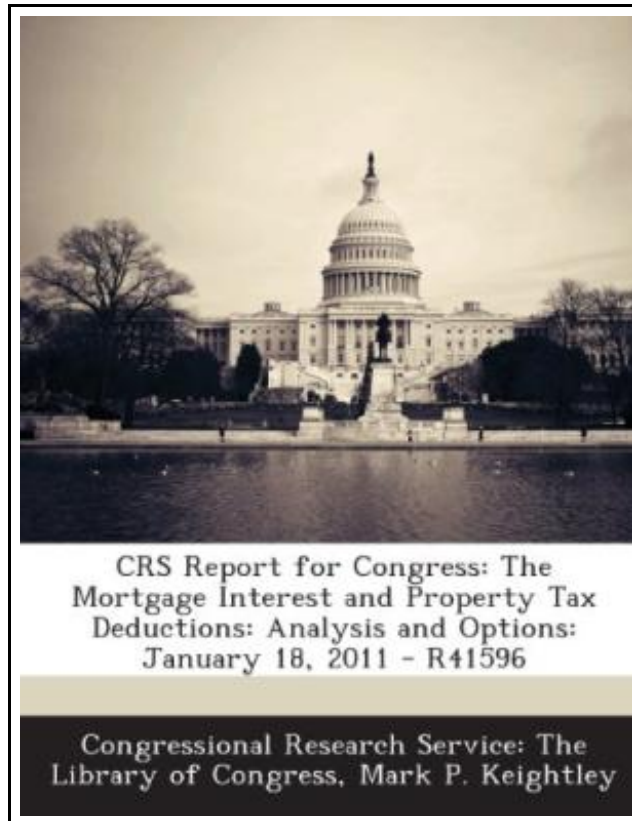 CRS Report for Congress: The
Mortgage Interest and Property Tax
Deductions: Analysis and Options:
January 18, 2011 - R41596
Congressional Research Service: The
Library of Congress, Mark P. Keightley